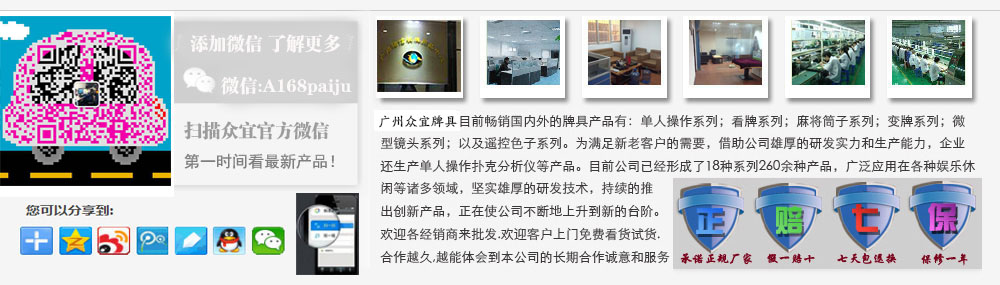 添加微信 了解更多
微信:A168paiju
扫描众宜官方微信
第一时间看最新产品！
您可以分享到:
广州众宜牌具目前畅销国内外的牌具产品有：单人操作系列；看牌系列；麻将筒子系列；变牌系列；微
型镜头系列；以及遥控色子系列。为满足新老客户的需要，借助公司雄厚的研发实力和生产能力，企业
还生产单人操作扑克分析仪等产品。目前公司已经形成了18种系列260余种产品，广泛应用在各种娱乐休
闲等诸多领域，坚实雄厚的研发技术，持续的推
出创新产品，正在使公司不断地上升到新的台阶。
欢迎各经销商来批发.欢迎客户上门免费看货试货.
合作越久,越能体会到本公司的长期合作诚意和服务
正 赔 七 保
承诺正规厂家 假一赔十 七天包退换 保修一年